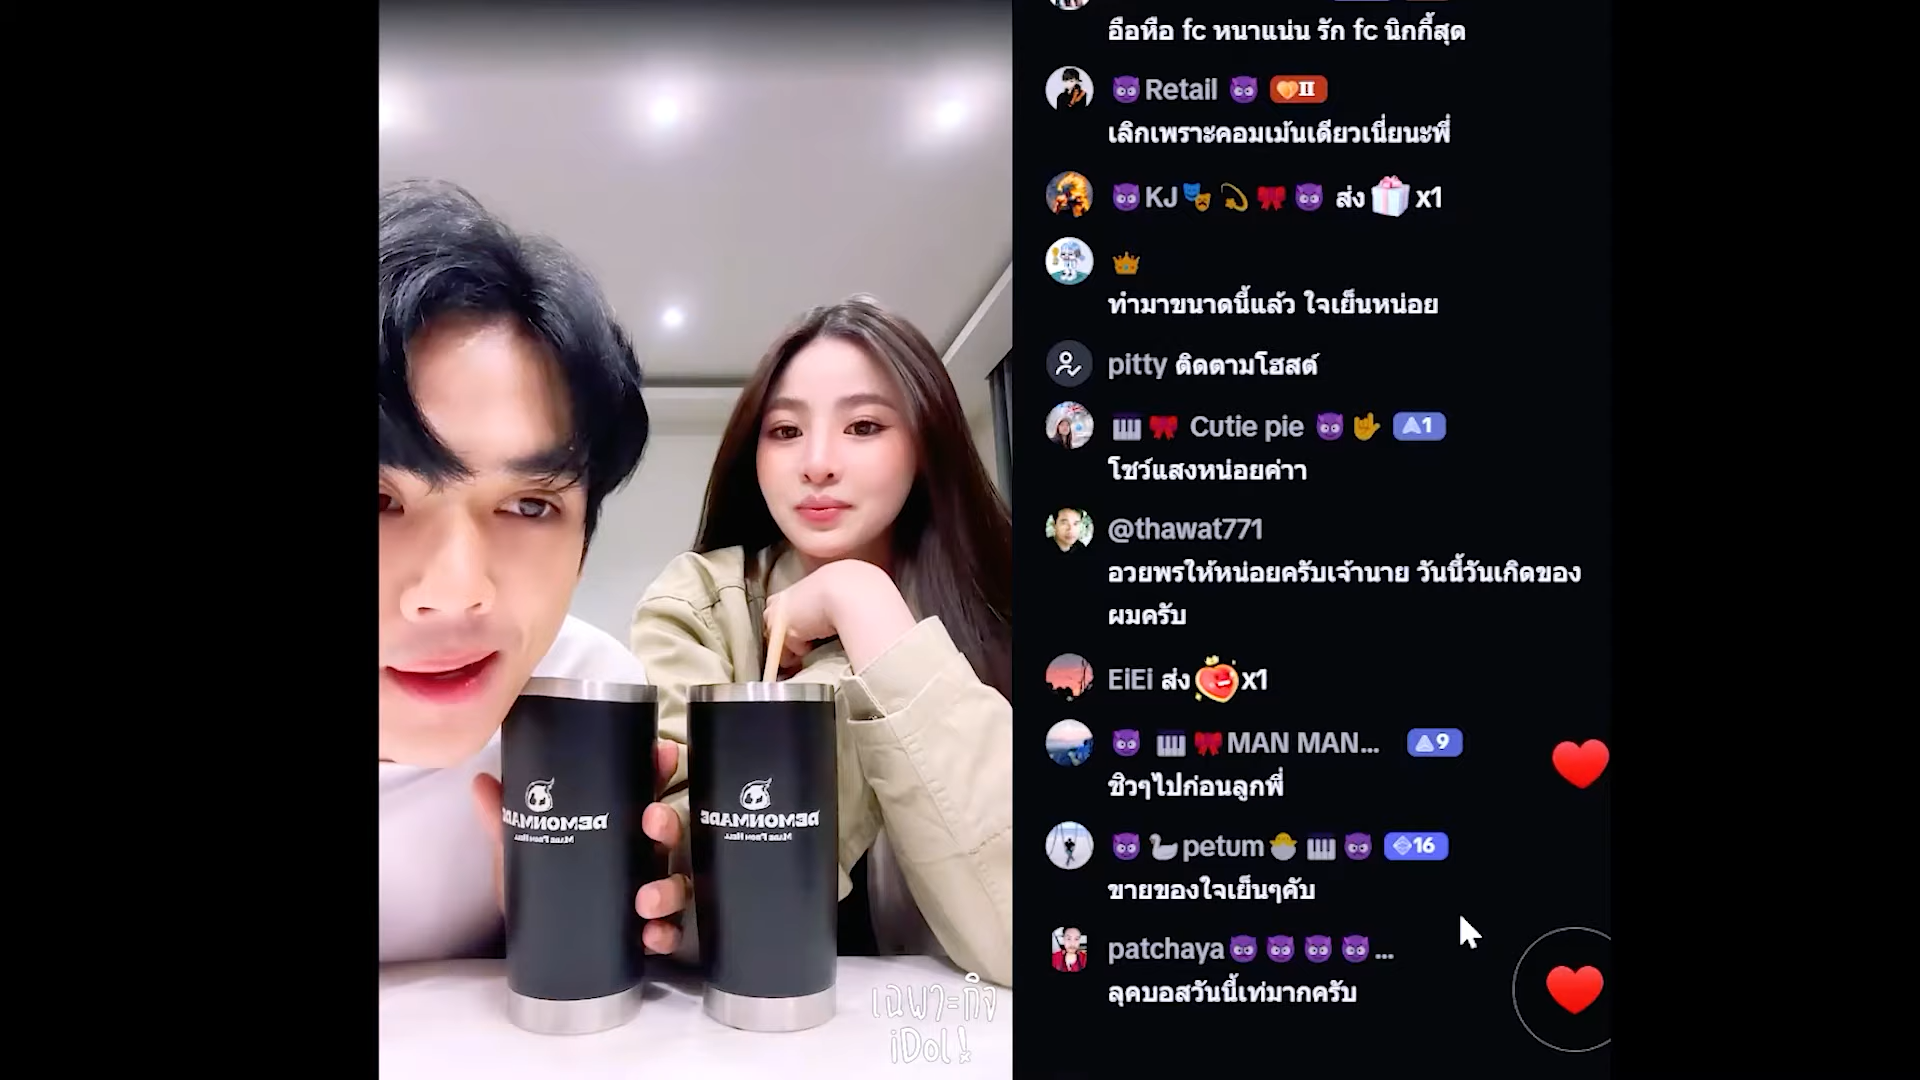 อือหือ fc หนาแน่น รัก fc นิกกี้สุด
Retail II
เลิกเพราะคอมเม้นเดียวเนี่ยนะพี่
KJ ส่ง x1
ทำมาขนาดนี้แล้ว ใจเย็นหน่อย
pitty ติดตามโฮสต์
Cutie pie 1
โชว์แสงหน่อยค่าา
@thawat771
อวยพรให้หน่อยครับเจ้านาย วันนี้วันเกิดของ
ผมครับ
EiEi ส่ง x1
MAN MAN... 9
ชิวๆไปก่อนลูกพี่
petum 16
ขายของใจเย็นๆคับ
patchaya ...
ลุคบอสวันนี้เท่มากครับ
DEMONMADE
MADE FROM HELL
DEMONMADE
MADE FROM HELL
เฉพาะกิจ
iDol!